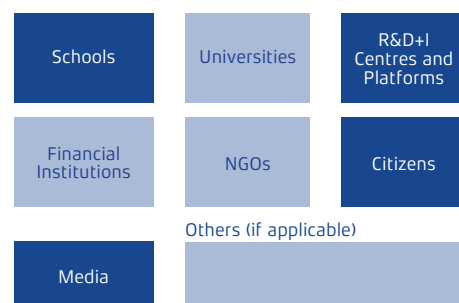 Schools
Universities
R&D+I
Centres and
Platforms
Financial
Institutions
NGOs
Citizens
Others (if applicable)
Media